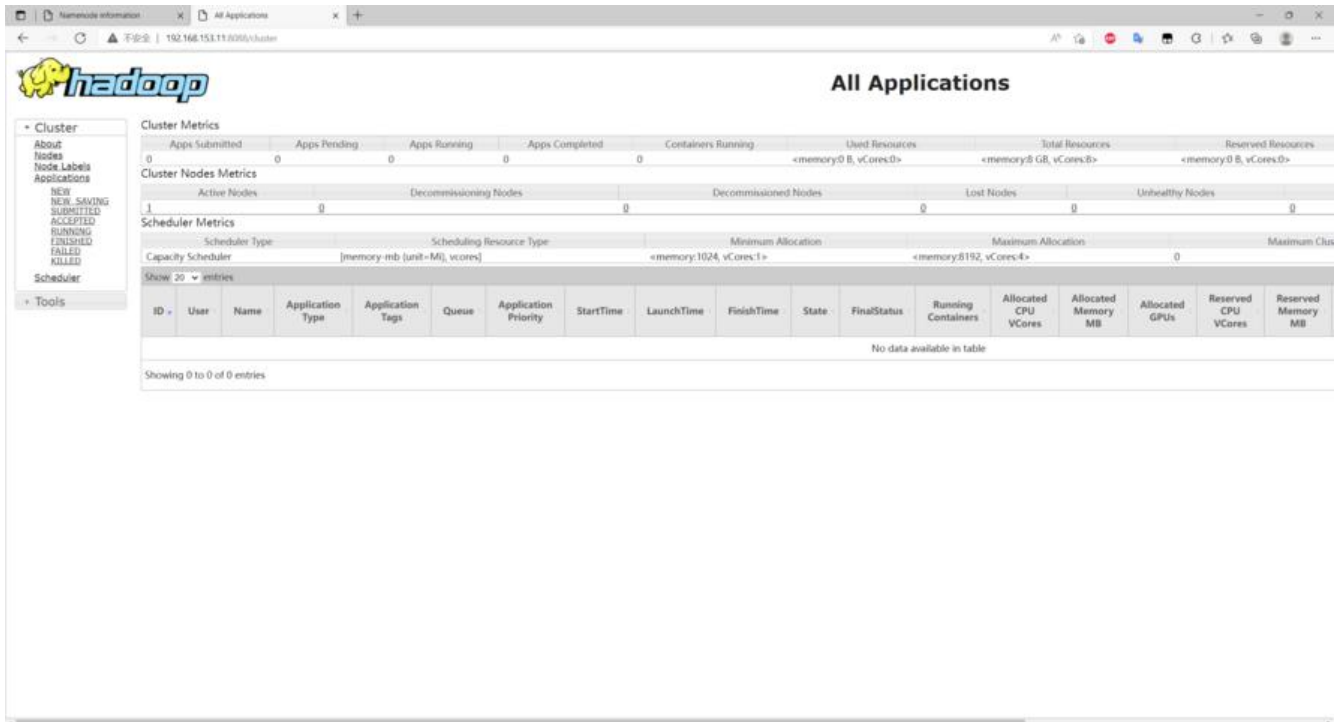 Namenode information
All Applications
不安全 | 192.168.153.11:8088/cluster
hadoop
All Applications
Cluster
About
Nodes
Node Labels
Applications
NEW
NEW_SAVING
SUBMITTED
ACCEPTED
RUNNING
FINISHED
FAILED
KILLED
Scheduler
Tools
Cluster Metrics
Apps Submitted Apps Pending Apps Running Apps Completed Containers Running Used Resources Total Resources Reserved Resources
0 0 0 0 0 <memory:0 B, vCores:0> <memory:8 GB, vCores:8> <memory:0 B, vCores:0>
Cluster Nodes Metrics
Active Nodes Decommissioning Nodes Decommissioned Nodes Lost Nodes Unhealthy Nodes
1 0 0 0 0 0
Scheduler Metrics
Scheduler Type Scheduling Resource Type Minimum Allocation Maximum Allocation Maximum Clus
Capacity Scheduler [memory-mb (unit=Mi), vcores] <memory:1024, vCores:1> <memory:8192, vCores:4> 0
Show 20 entries
ID User Name Application Type Application Tags Queue Application Priority StartTime LaunchTime FinishTime State FinalStatus Running Containers Allocated CPU VCores Allocated Memory MB Allocated GPUs Reserved CPU VCores Reserved Memory MB
No data available in table
Showing 0 to 0 of 0 entries